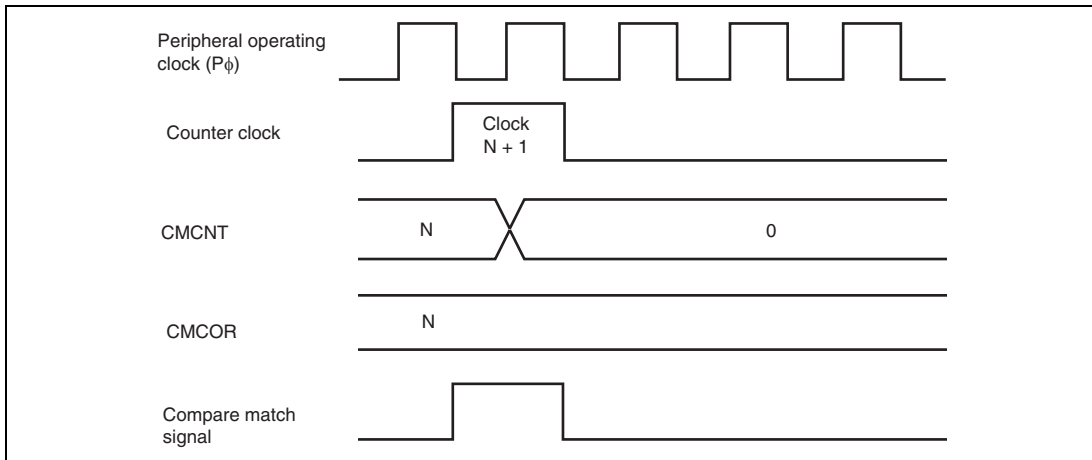 Peripheral operating
clock (Pϕ)
Counter clock
Clock
N + 1
CMCNT
N
0
CMCOR
N
Compare match
signal